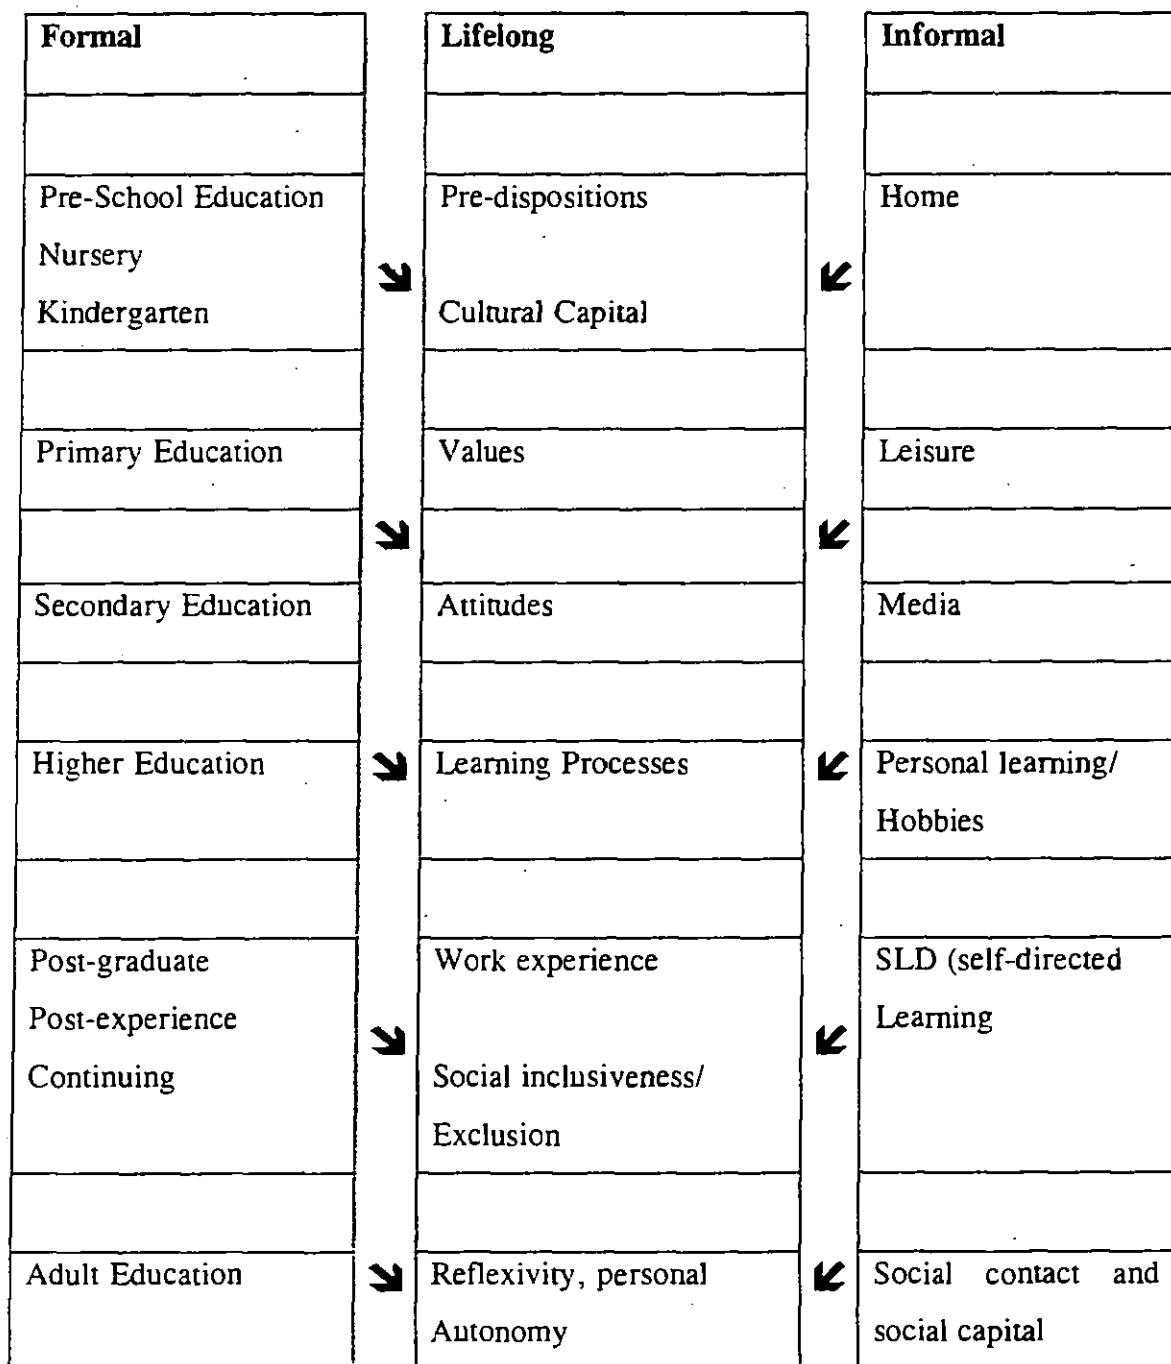 Formal Lifelong Informal
Pre-School Education Pre-dispositions Home
Nursery
Kindergarten Cultural Capital
Primary Education Values Leisure
Secondary Education Attitudes Media
Higher Education Learning Processes Personal learning/
Hobbies
Post-graduate Work experience SLD (self-directed
Post-experience Learning
Continuing Social inclusiveness/
Exclusion
Adult Education Reflexivity, personal Social contact and
Autonomy social capital